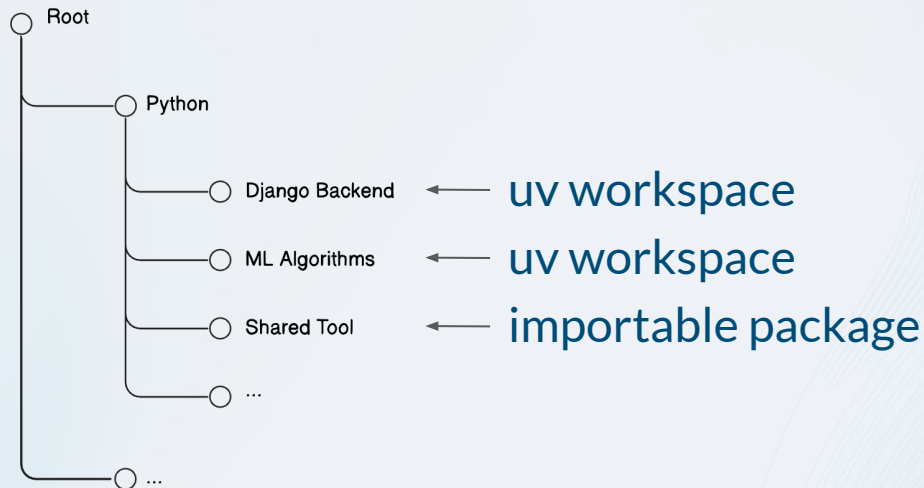 Root
Python
Django Backend
uv workspace
ML Algorithms
uv workspace
Shared Tool
importable package
...
...